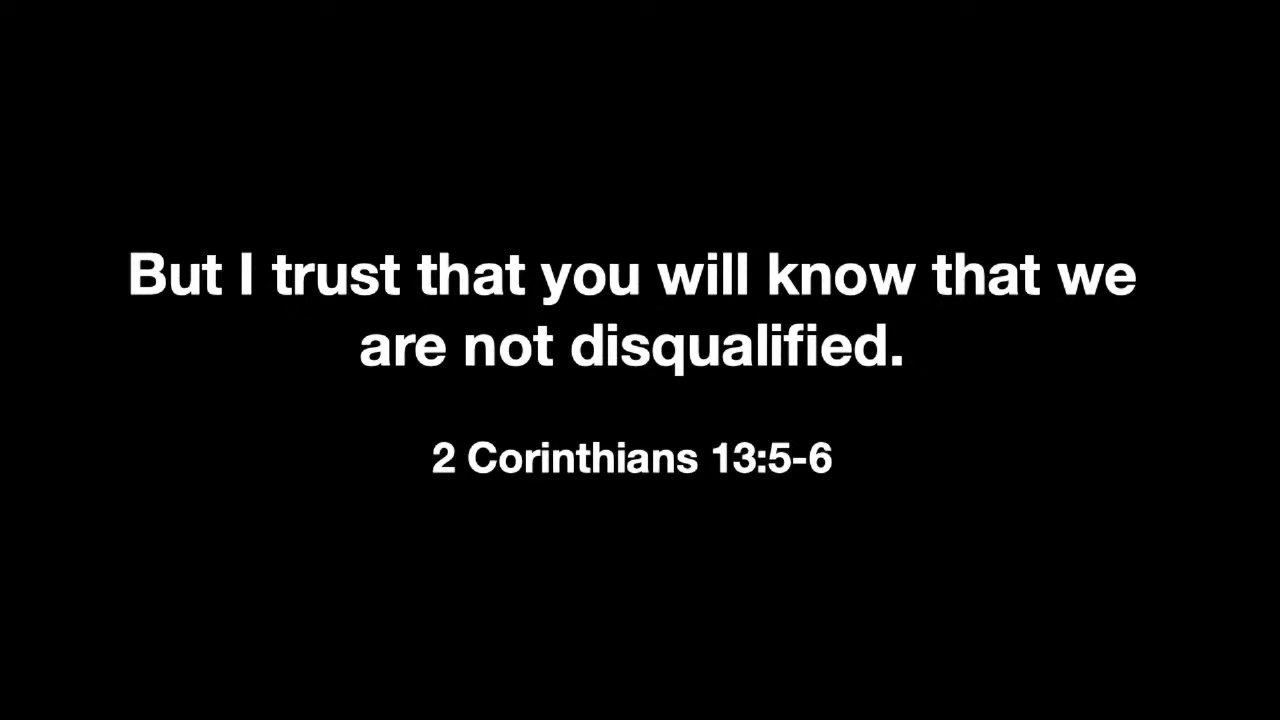 But I trust that you will know that we
are not disqualified.
2 Corinthians 13:5-6